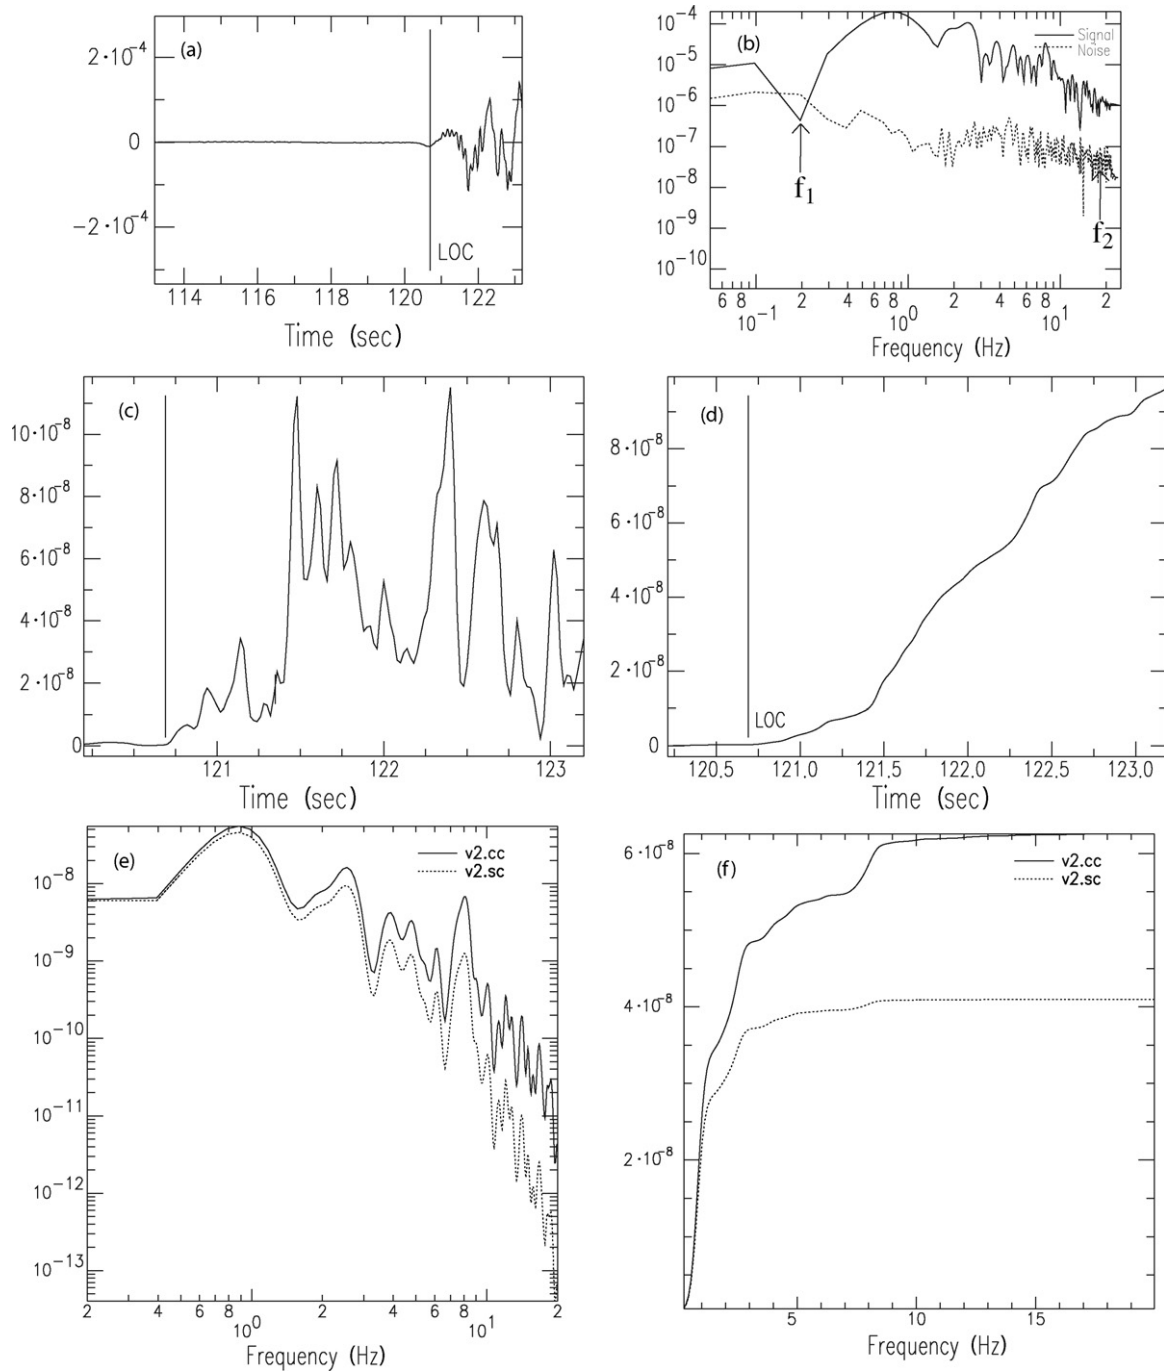 (a)
2·10⁻⁴
0
−2·10⁻⁴
LOC
114 116 118 120 122
Time (sec)
(b)
Signal
Noise
10⁻⁴
10⁻⁵
10⁻⁶
10⁻⁷
10⁻⁸
10⁻⁹
10⁻¹⁰
f₁
f₂
6 8 2 4 6 8 2 4 6 8 2
10⁻¹ 10⁰ 10¹
Frequency (Hz)
(c)
10·10⁻⁸
8·10⁻⁸
6·10⁻⁸
4·10⁻⁸
2·10⁻⁸
0
121 122 123
Time (sec)
(d)
8·10⁻⁸
6·10⁻⁸
4·10⁻⁸
2·10⁻⁸
0
LOC
120.5 121.0 121.5 122.0 122.5 123.0
Time (sec)
(e)
v2.cc
v2.sc
10⁻⁸
10⁻⁹
10⁻¹⁰
10⁻¹¹
10⁻¹²
10⁻¹³
2 4 6 8 2 4 6 8 2
10⁰ 10¹
Frequency (Hz)
(f)
v2.cc
v2.sc
6·10⁻⁸
4·10⁻⁸
2·10⁻⁸
5 10 15
Frequency (Hz)